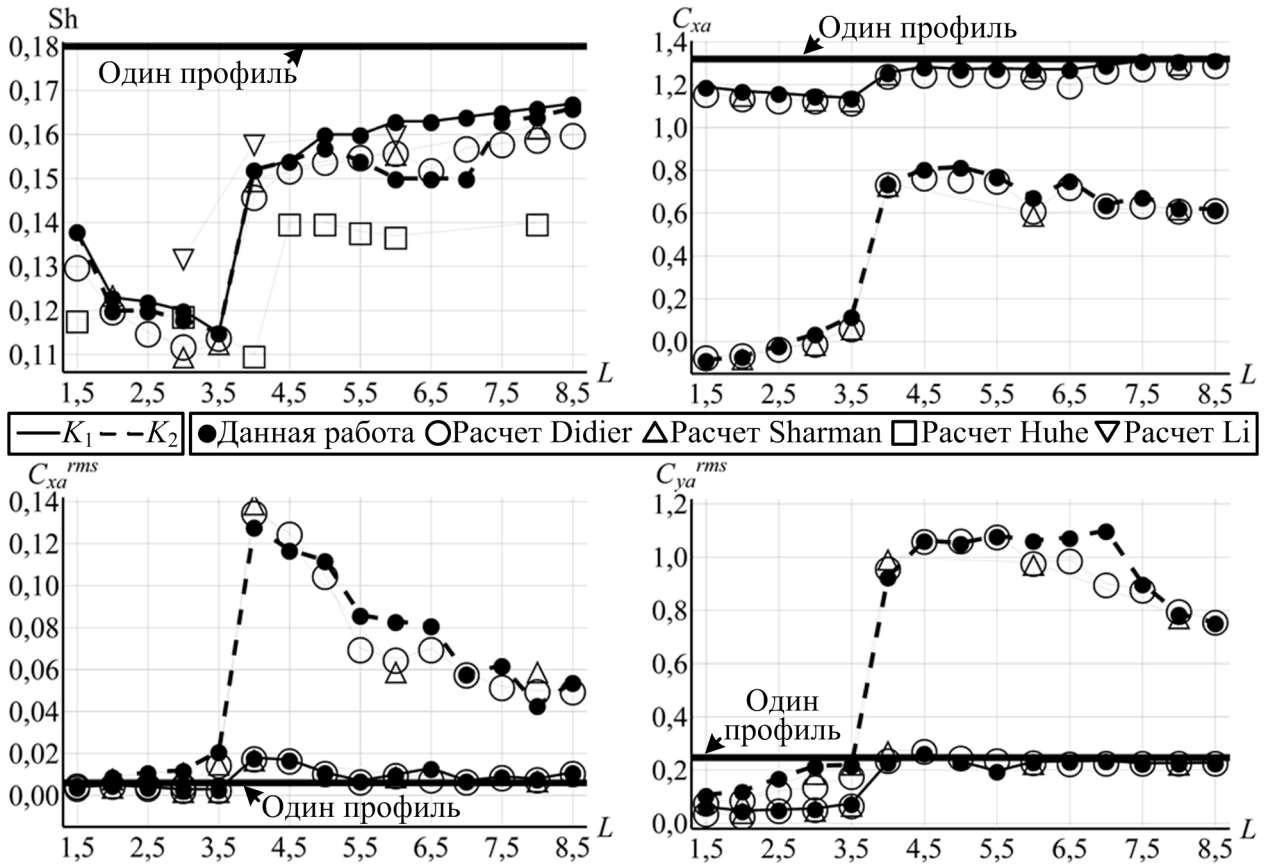 Sh
0,18
0,17
0,16
0,15
0,14
0,13
0,12
0,11
Один профиль
1,5 2,5 3,5 4,5 5,5 6,5 7,5 8,5
L
Cxa
1,4
1,2
1,0
0,8
0,6
0,4
0,2
0,0
Один профиль
1,5 2,5 3,5 4,5 5,5 6,5 7,5 8,5
L
K1 K2
Данная работа Расчет Didier Расчет Sharman Расчет Huhe Расчет Li
Cxa rms
0,14
0,12
0,10
0,08
0,06
0,04
0,02
0,00
Один профиль
1,5 2,5 3,5 4,5 5,5 6,5 7,5 8,5
L
Cya rms
1,2
1,0
0,8
0,6
0,4
0,2
0,0
Один
профиль
1,5 2,5 3,5 4,5 5,5 6,5 7,5 8,5
L